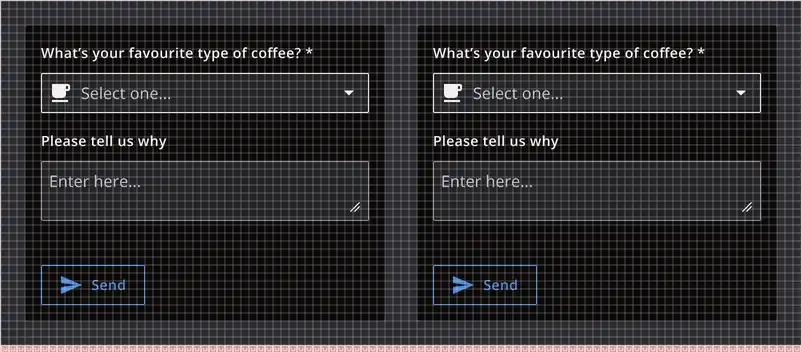 What’s your favourite type of coffee? *
Select one...
Please tell us why
Enter here...
Send
What’s your favourite type of coffee? *
Select one...
Please tell us why
Enter here...
Send